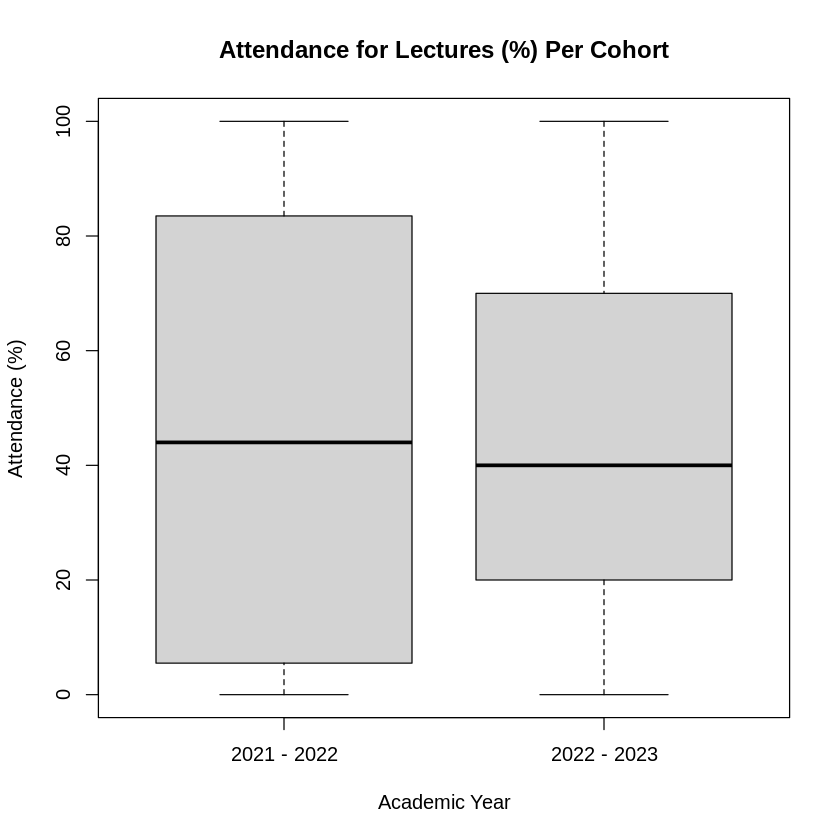 Attendance for Lectures (%) Per Cohort
Attendance (%)
100
80
60
40
20
0
2021 - 2022
2022 - 2023
Academic Year